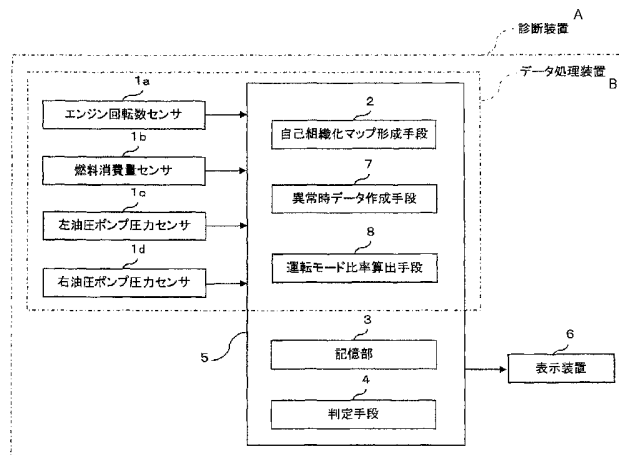 A
診断装置
データ処理装置
B
1a
エンジン回転数センサ
1b
燃料消費量センサ
1c
左油圧ポンプ圧力センサ
1d
右油圧ポンプ圧力センサ
2
自己組織化マップ形成手段
7
異常時データ作成手段
8
運転モード比率算出手段
5
3
記憶部
4
判定手段
6
表示装置